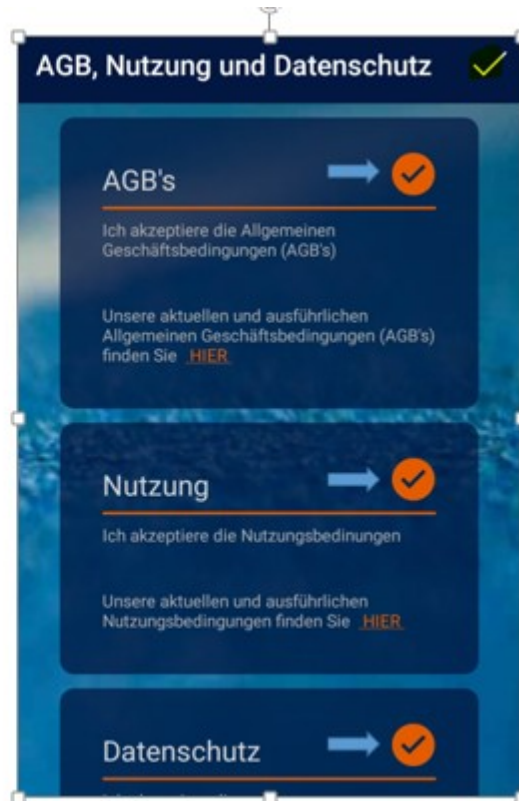 AGB, Nutzung und Datenschutz
AGB's
Ich akzeptiere die Allgemeinen
Geschäftsbedingungen (AGB's)
Unsere aktuellen und ausführlichen
Allgemeinen Geschäftsbedingungen (AGB's)
finden Sie HIER
Nutzung
Ich akzeptiere die Nutzungsbedinungen
Unsere aktuellen und ausführlichen
Nutzungsbedingungen finden Sie HIER
Datenschutz